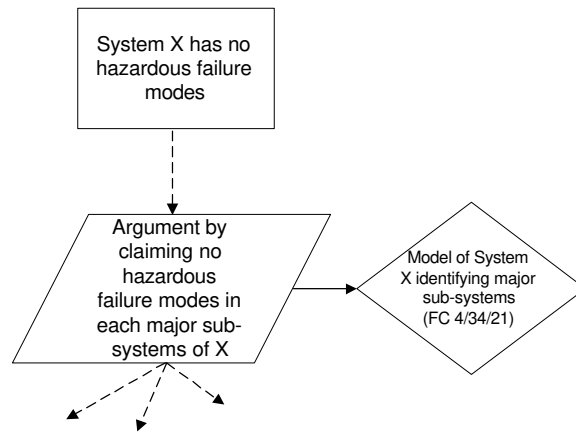 System X has no
hazardous failure
modes
Argument by
claiming no
hazardous
failure modes in
each major sub-
systems of X
Model of System
X identifying major
sub-systems
(FC 4/34/21)